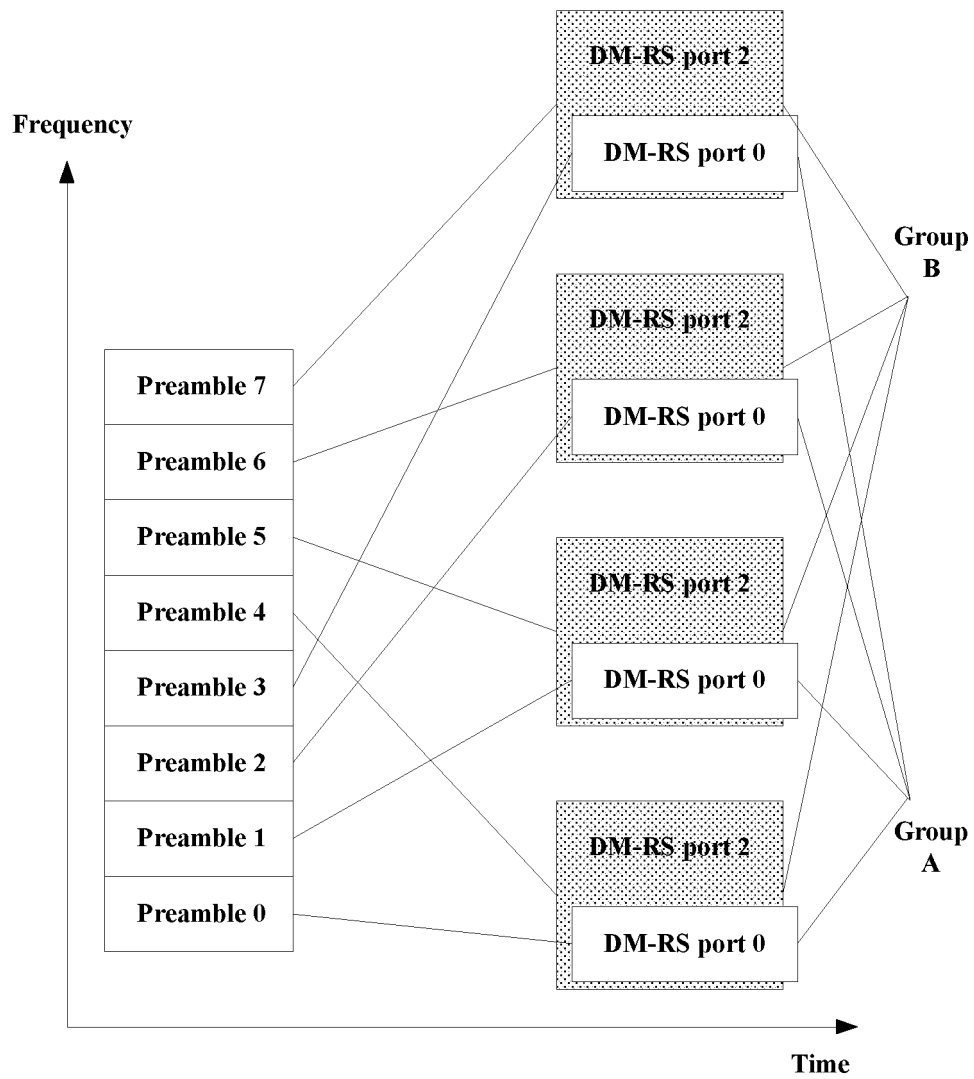 DM-RS port 2
Frequency
DM-RS port 0
Group
B
DM-RS port 2
Preamble 7
DM-RS port 0
Preamble 6
Preamble 5
DM-RS port 2
Preamble 4
Preamble 3
DM-RS port 0
Preamble 2
Preamble 1
Group
A
DM-RS port 2
Preamble 0
DM-RS port 0
Time